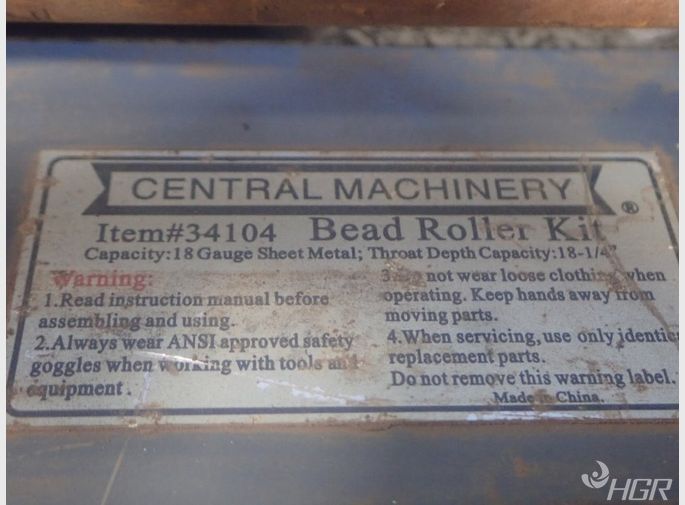 CENTRAL MACHINERY
®
Item#34104 Bead Roller Kit
Capacity:18 Gauge Sheet Metal; Throat Depth Capacity:18-1/4"
Warning:
1.Read instruction manual before
assembling and using.
2.Always wear ANSI approved safety
goggles when working with tools and
equipment.
3.Do not wear loose clothing when
operating. Keep hands away from
moving parts.
4.When servicing, use only identic
replacement parts.
Do not remove this warning label.
Made in China.
HGR